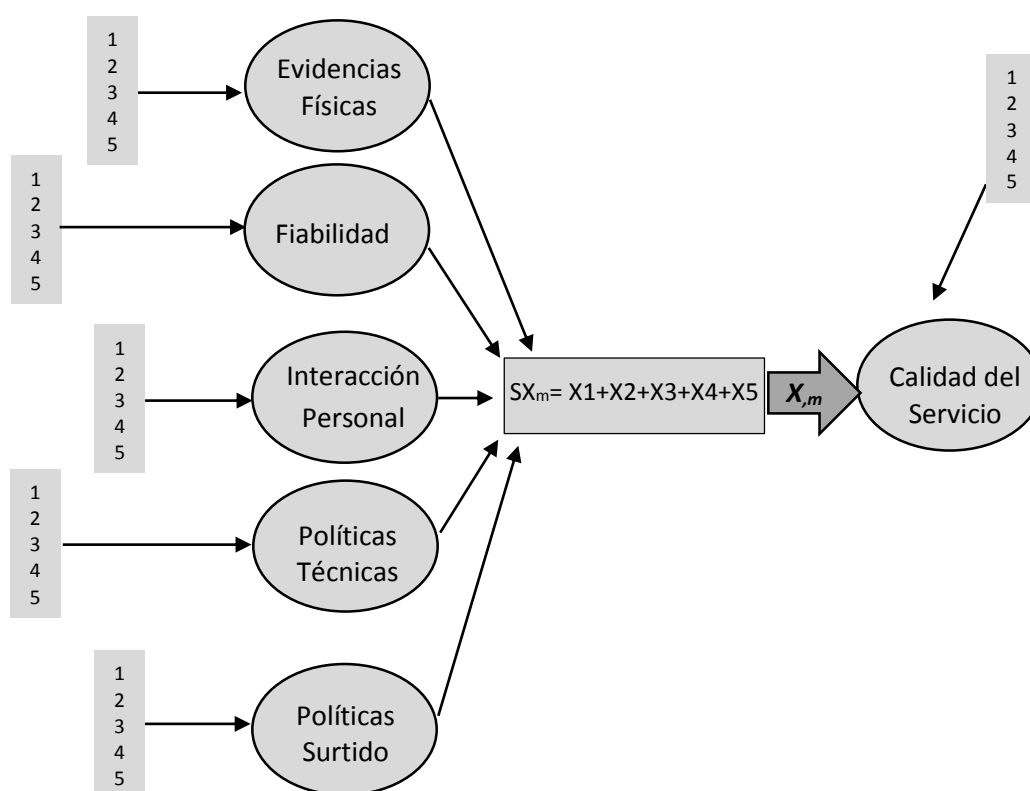 1
2
3
4
5
Evidencias
Físicas
1
2
3
4
5
1
2
3
4
5
Fiabilidad
1
2
3
4
5
Interacción
Personal
SXm= X1+X2+X3+X4+X5
X,m
Calidad del
Servicio
1
2
3
4
5
Políticas
Técnicas
1
2
3
4
5
Políticas
Surtido